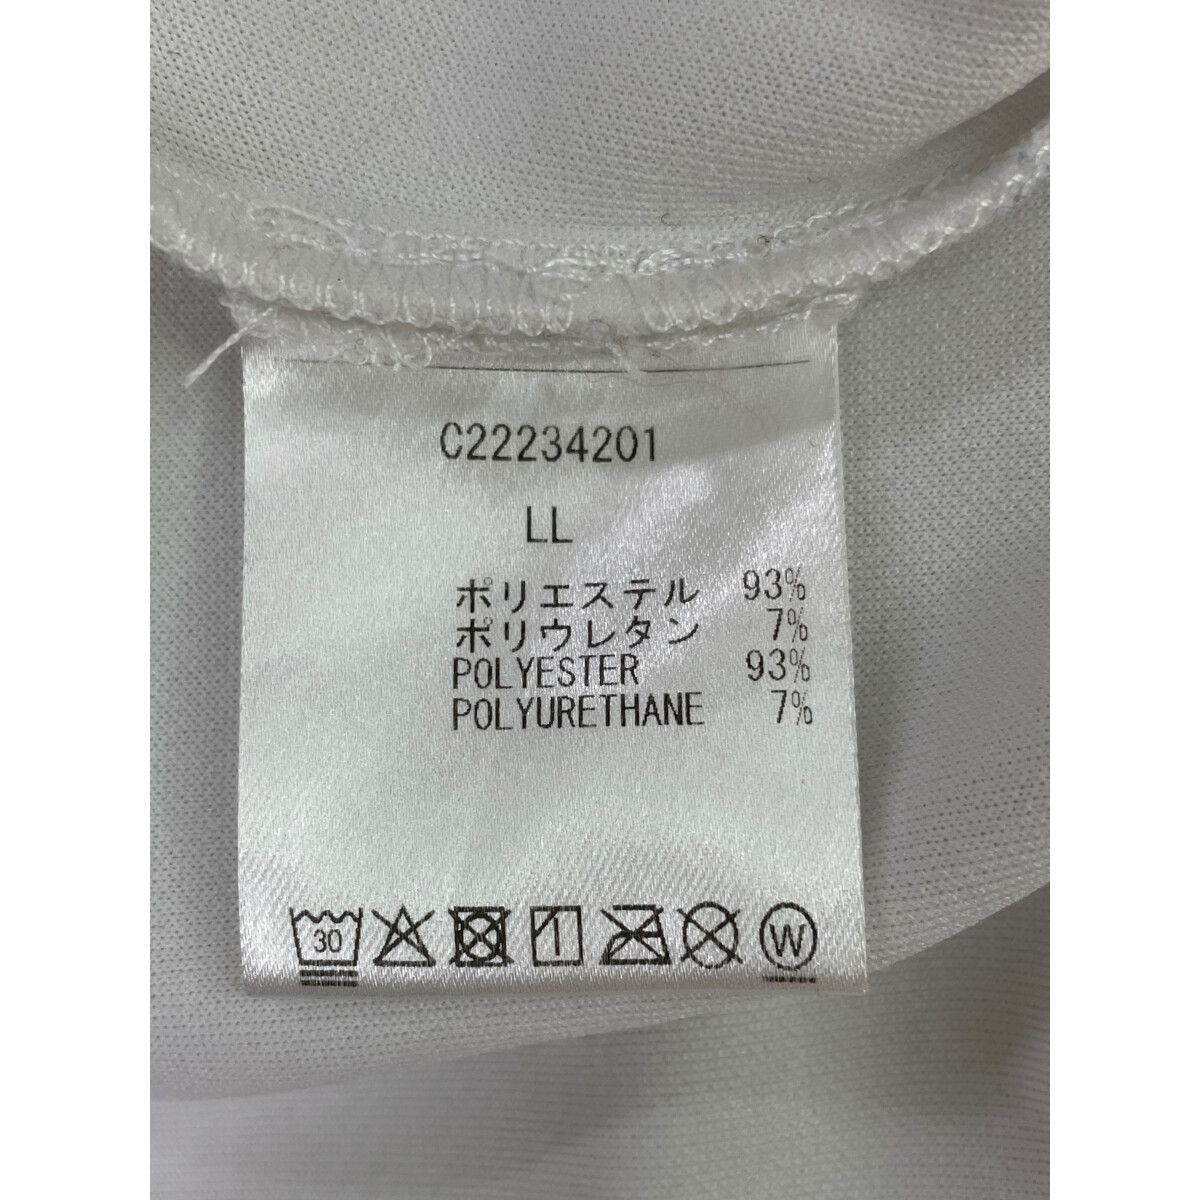 C22234201
LL
ポリエステル 93%
ポリウレタン 7%
POLYESTER 93%
POLYURETHANE 7%
30 W